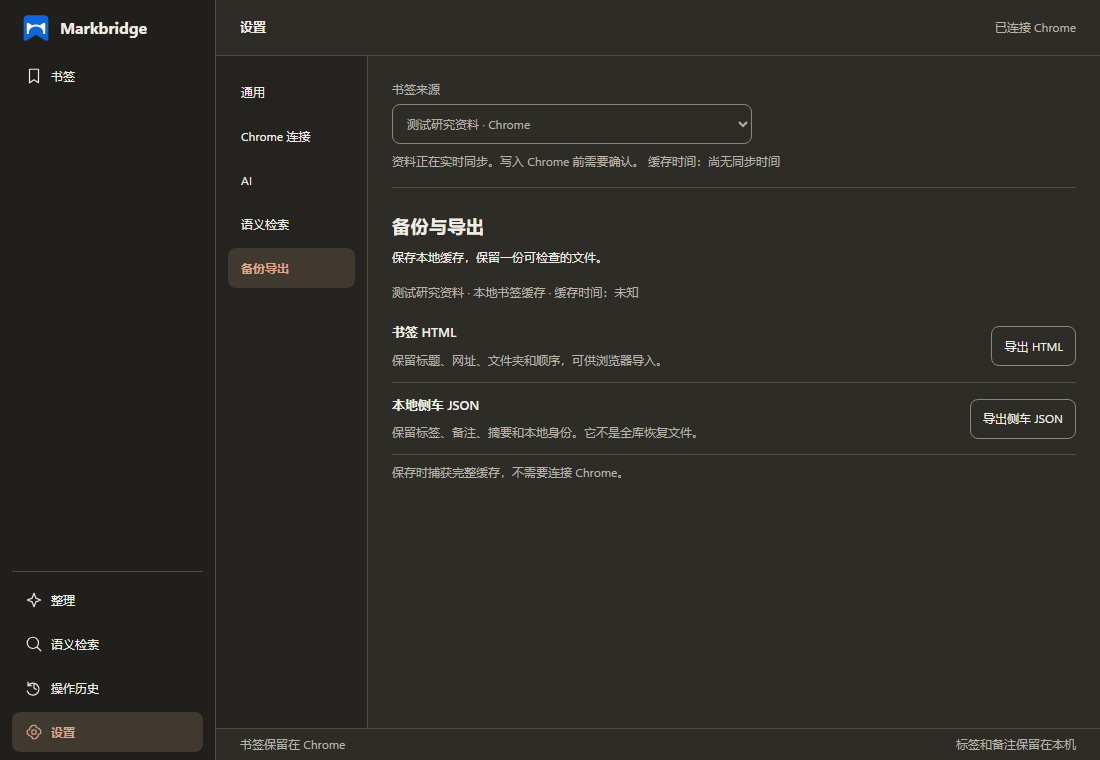 Markbridge
书签
整理
语义检索
操作历史
设置
设置
已连接 Chrome
通用
Chrome 连接
AI
语义检索
备份导出
书签来源
测试研究资料 · Chrome
资料正在实时同步。写入 Chrome 前需要确认。 缓存时间：尚无同步时间
备份与导出
保存本地缓存，保留一份可检查的文件。
测试研究资料 · 本地书签缓存 · 缓存时间：未知
书签 HTML
保留标题、网址、文件夹和顺序，可供浏览器导入。
导出 HTML
本地侧车 JSON
保留标签、备注、摘要和本地身份。它不是全库恢复文件。
导出侧车 JSON
保存时捕获完整缓存，不需要连接 Chrome。
书签保留在 Chrome
标签和备注保留在本机